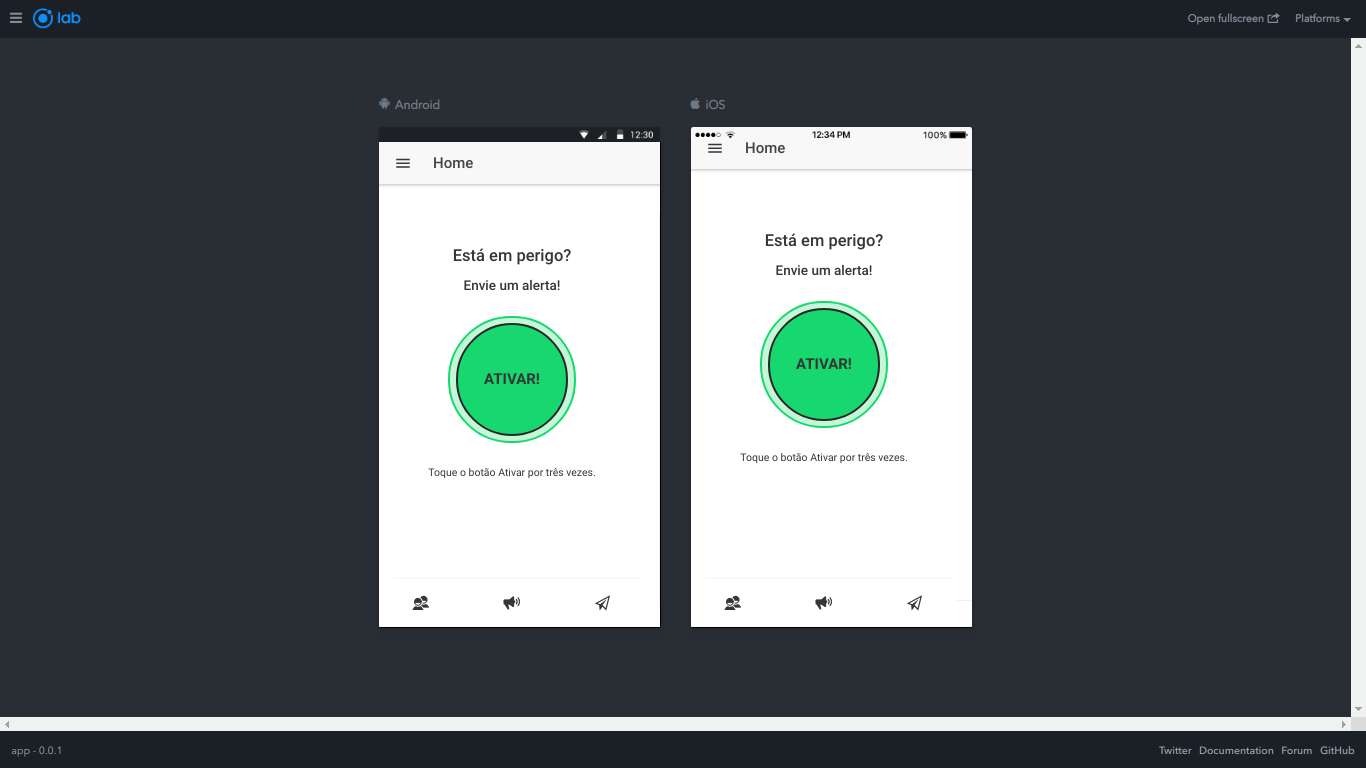 lab
Open fullscreen
Platforms
Android
12:30
Home
Está em perigo?
Envie um alerta!
ATIVAR!
Toque o botão Ativar por três vezes.
iOS
12:34 PM
100%
Home
Está em perigo?
Envie um alerta!
ATIVAR!
Toque o botão Ativar por três vezes.
app - 0.0.1
Twitter Documentation Forum GitHub